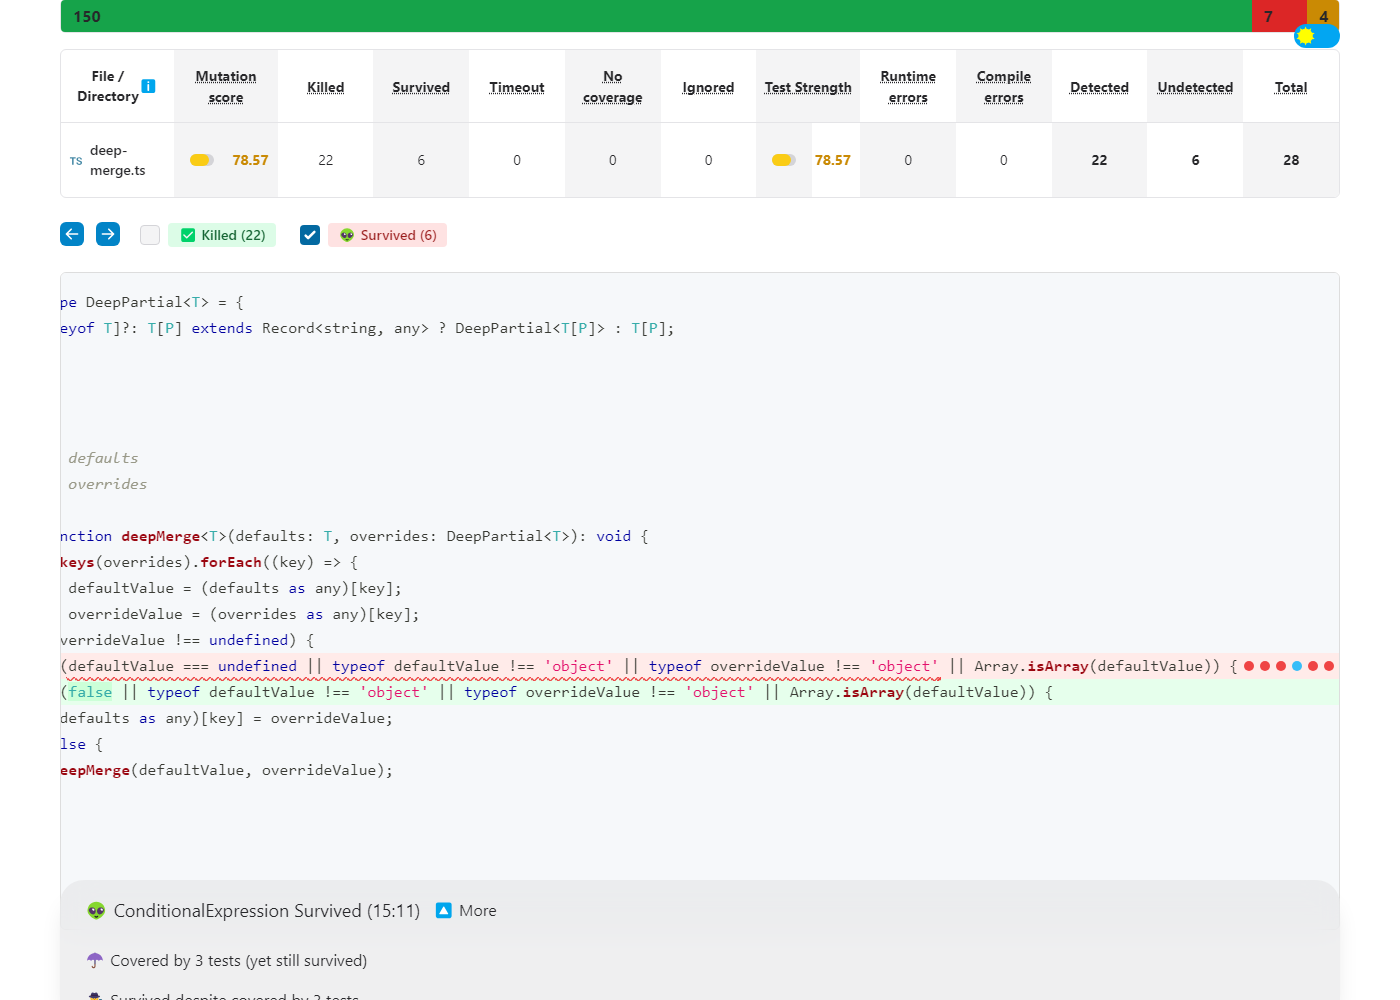 150 7 4
File / Directory i Mutation score Killed Survived Timeout No coverage Ignored Test Strength Runtime errors Compile errors Detected Undetected Total
TS deep-merge.ts 78.57 22 6 0 0 0 78.57 0 0 22 6 28
Killed (22) Survived (6)
pe DeepPartial<T> = {
eyof T]?: T[P] extends Record<string, any> ? DeepPartial<T[P]> : T[P];
defaults
overrides
nction deepMerge<T>(defaults: T, overrides: DeepPartial<T>): void {
keys(overrides).forEach((key) => {
defaultValue = (defaults as any)[key];
overrideValue = (overrides as any)[key];
verrideValue !== undefined) {
(defaultValue === undefined || typeof defaultValue !== 'object' || typeof overrideValue !== 'object' || Array.isArray(defaultValue)) {
(false || typeof defaultValue !== 'object' || typeof overrideValue !== 'object' || Array.isArray(defaultValue)) {
defaults as any)[key] = overrideValue;
lse {
eepMerge(defaultValue, overrideValue);
ConditionalExpression Survived (15:11) More
Covered by 3 tests (yet still survived)
Survived despite covered by 3 tests